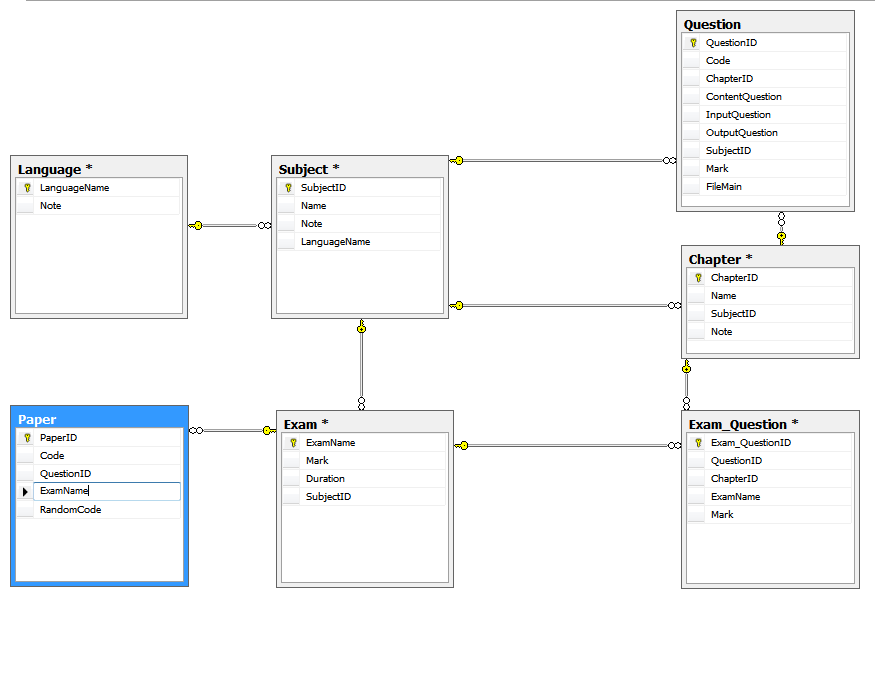 Question
QuestionID
Code
ChapterID
ContentQuestion
InputQuestion
OutputQuestion
SubjectID
Mark
FileMain
Language *
LanguageName
Note
Subject *
SubjectID
Name
Note
LanguageName
Chapter *
ChapterID
Name
SubjectID
Note
Paper
PaperID
Code
QuestionID
ExamName
RandomCode
Exam *
ExamName
Mark
Duration
SubjectID
Exam_Question *
Exam_QuestionID
QuestionID
ChapterID
ExamName
Mark